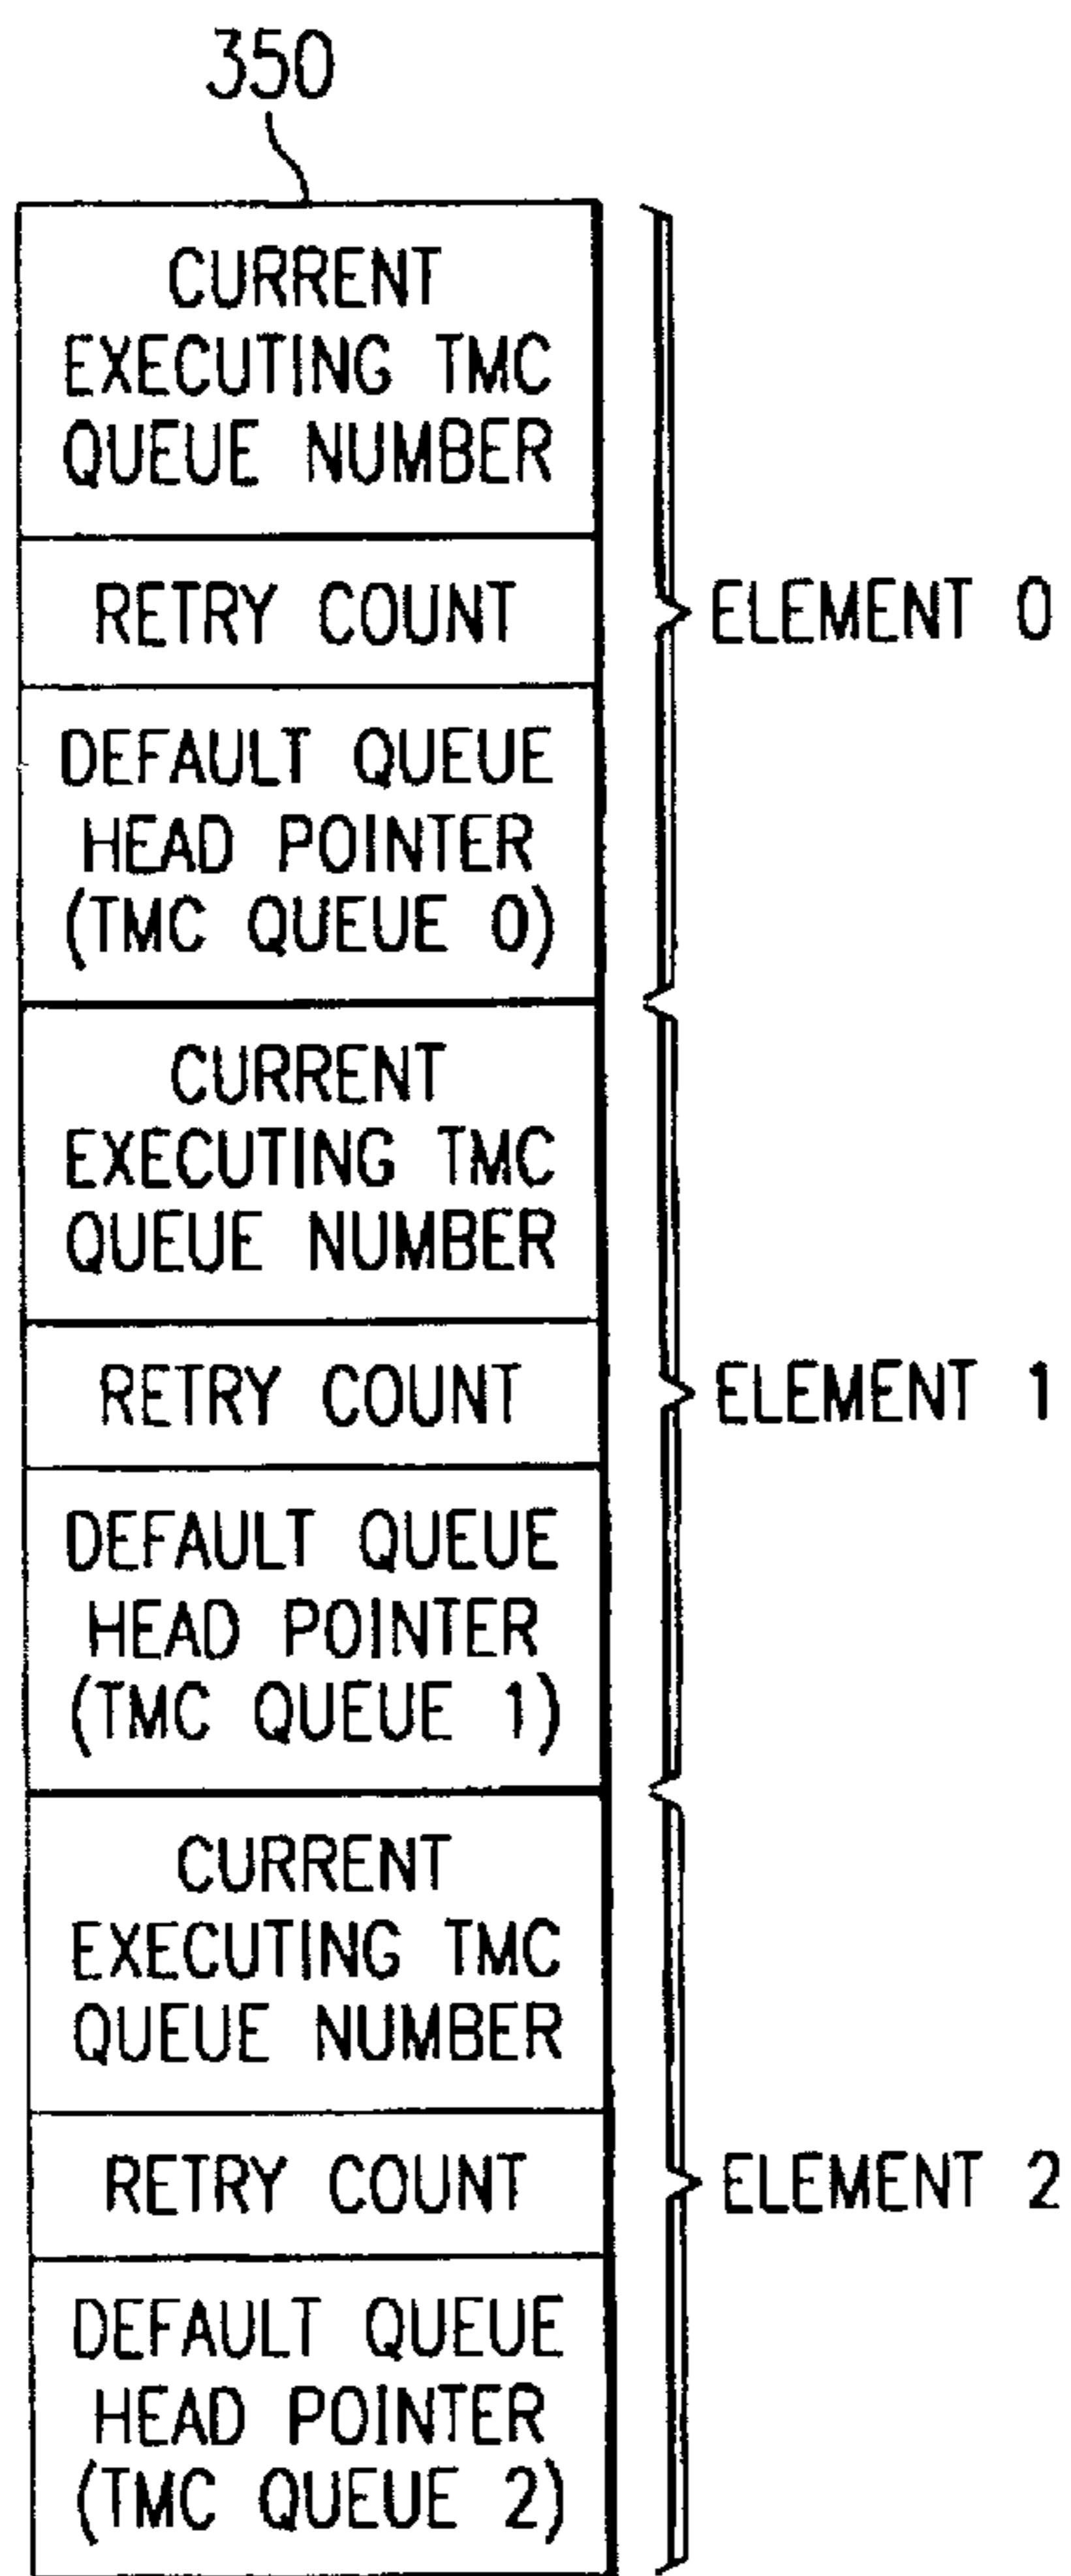 350
CURRENT
EXECUTING TMC
QUEUE NUMBER
RETRY COUNT
DEFAULT QUEUE
HEAD POINTER
(TMC QUEUE 0)
ELEMENT 0
CURRENT
EXECUTING TMC
QUEUE NUMBER
RETRY COUNT
DEFAULT QUEUE
HEAD POINTER
(TMC QUEUE 1)
ELEMENT 1
CURRENT
EXECUTING TMC
QUEUE NUMBER
RETRY COUNT
DEFAULT QUEUE
HEAD POINTER
(TMC QUEUE 2)
ELEMENT 2